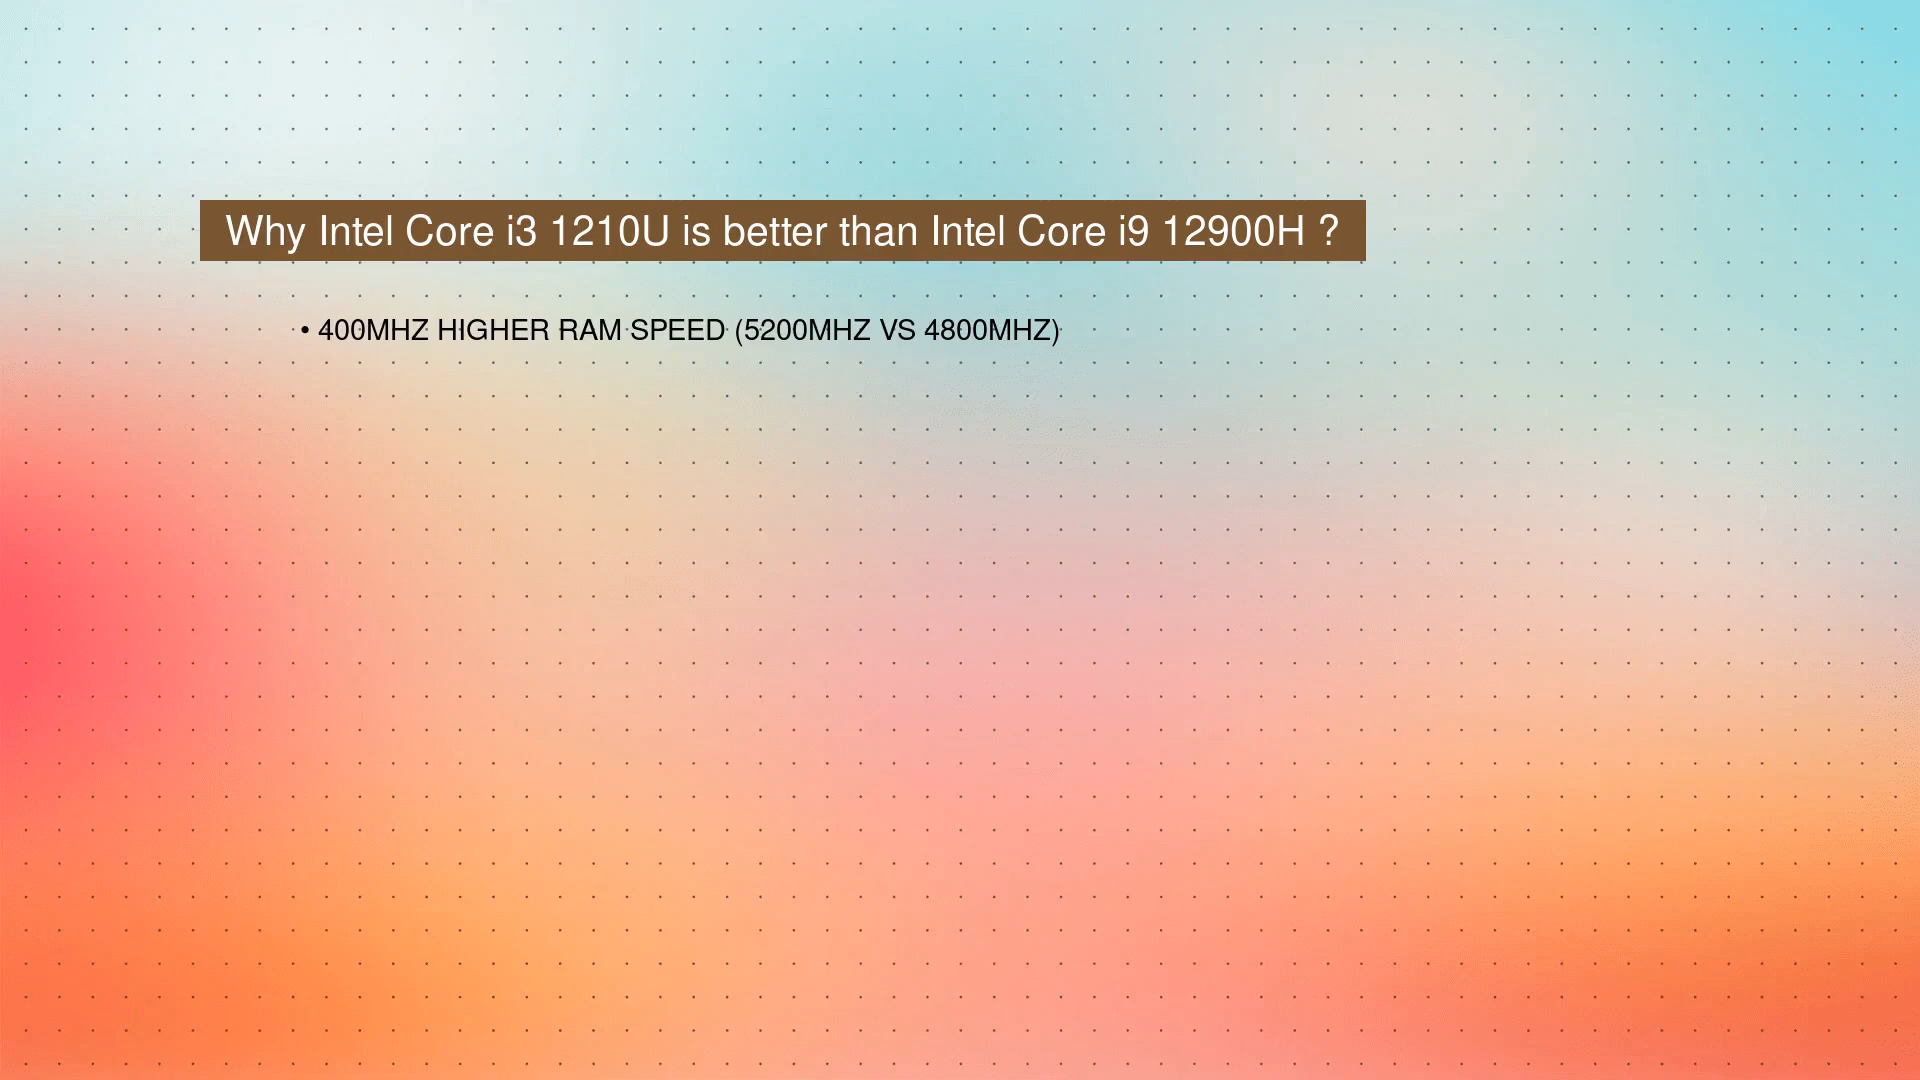 Why Intel Core i3 1210U is better than Intel Core i9 12900H ?
• 400MHZ HIGHER RAM SPEED (5200MHZ VS 4800MHZ)